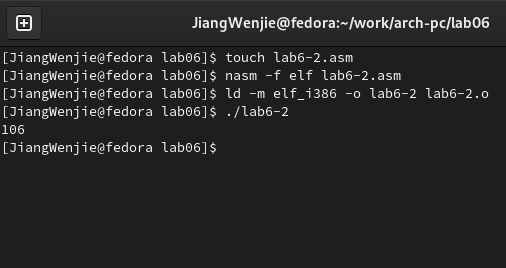 JiangWenjie@fedora:~/work/arch-pc/lab06
[JiangWenjie@fedora lab06]$ touch lab6-2.asm
[JiangWenjie@fedora lab06]$ nasm -f elf lab6-2.asm
[JiangWenjie@fedora lab06]$ ld -m elf_i386 -o lab6-2 lab6-2.o
[JiangWenjie@fedora lab06]$ ./lab6-2
106
[JiangWenjie@fedora lab06]$